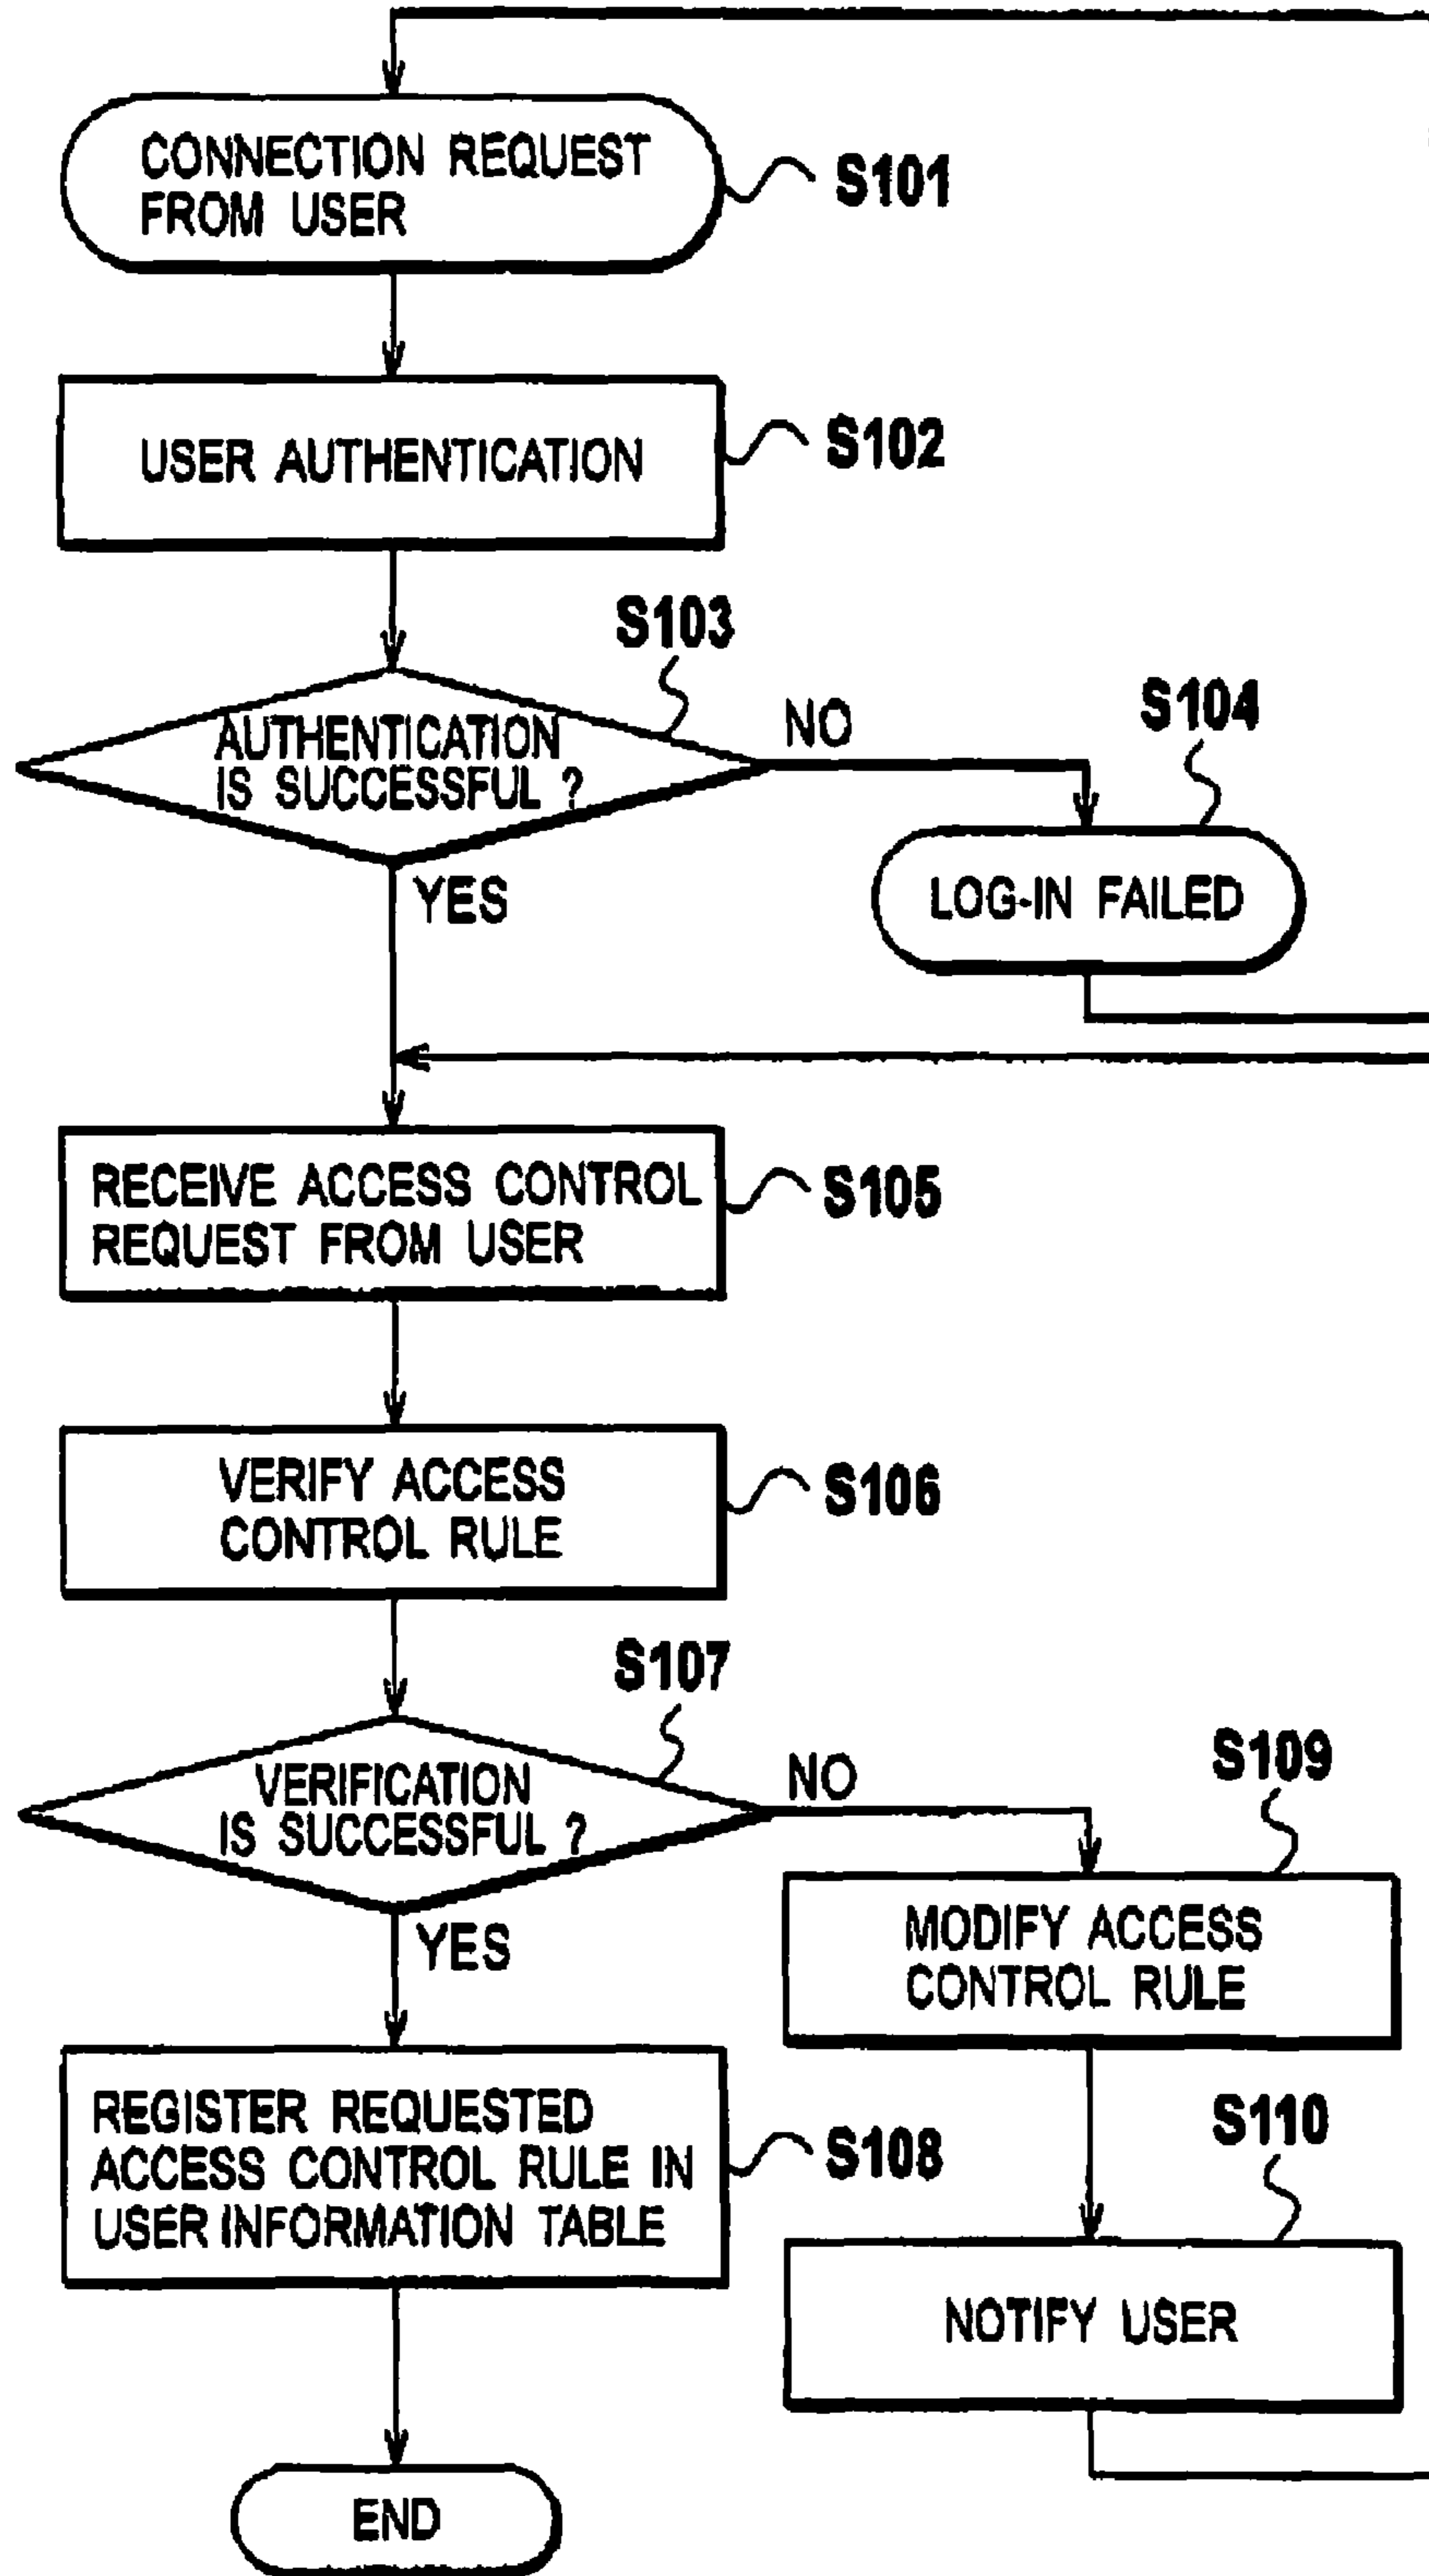 CONNECTION REQUEST
FROM USER
S101
USER AUTHENTICATION
S102
S103
AUTHENTICATION
IS SUCCESSFUL ?
NO
YES
S104
LOG-IN FAILED
RECEIVE ACCESS CONTROL
REQUEST FROM USER
S105
VERIFY ACCESS
CONTROL RULE
S106
S107
VERIFICATION
IS SUCCESSFUL ?
NO
YES
S109
MODIFY ACCESS
CONTROL RULE
REGISTER REQUESTED
ACCESS CONTROL RULE IN
USER INFORMATION TABLE
S108
S110
NOTIFY USER
END